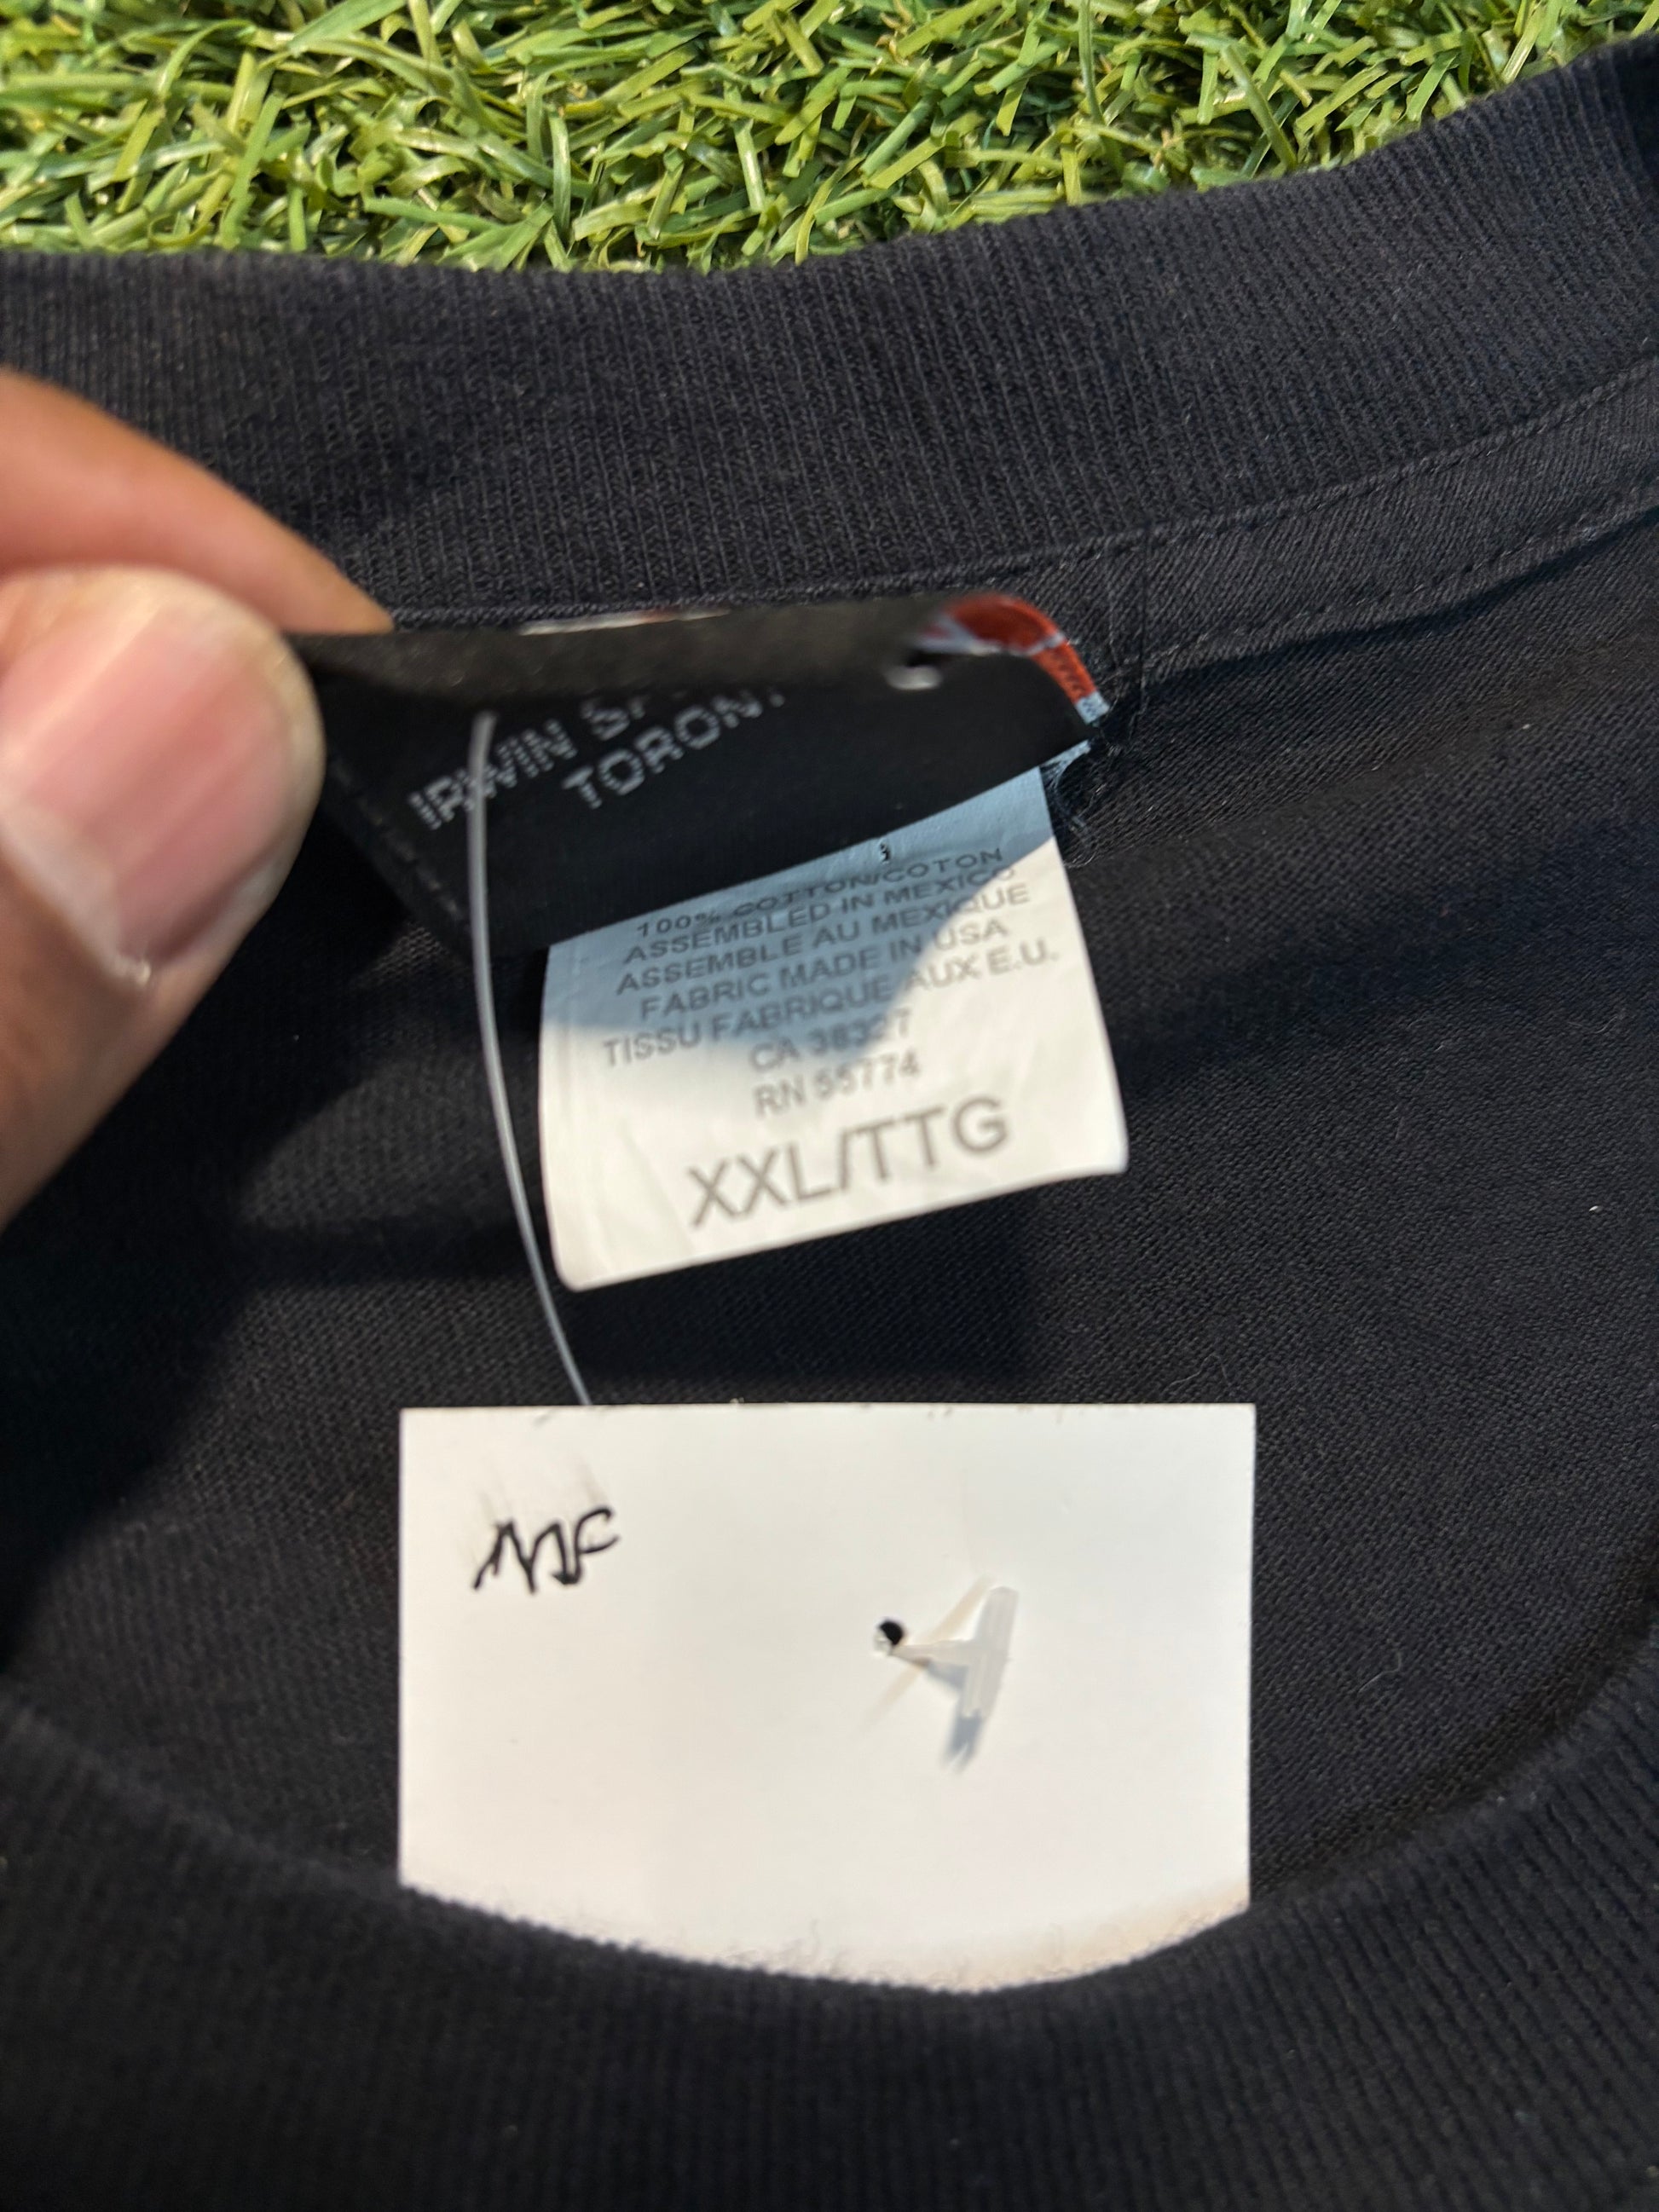 IRWIN
TORONT
100% COTTON/COTON
ASSEMBLED IN MEXICO
ASSEMBLE AU MEXIQUE
FABRIC MADE IN USA
TISSU FABRIQUE AUX E.U.
CA 38327
RN 55774
XXL/TTG